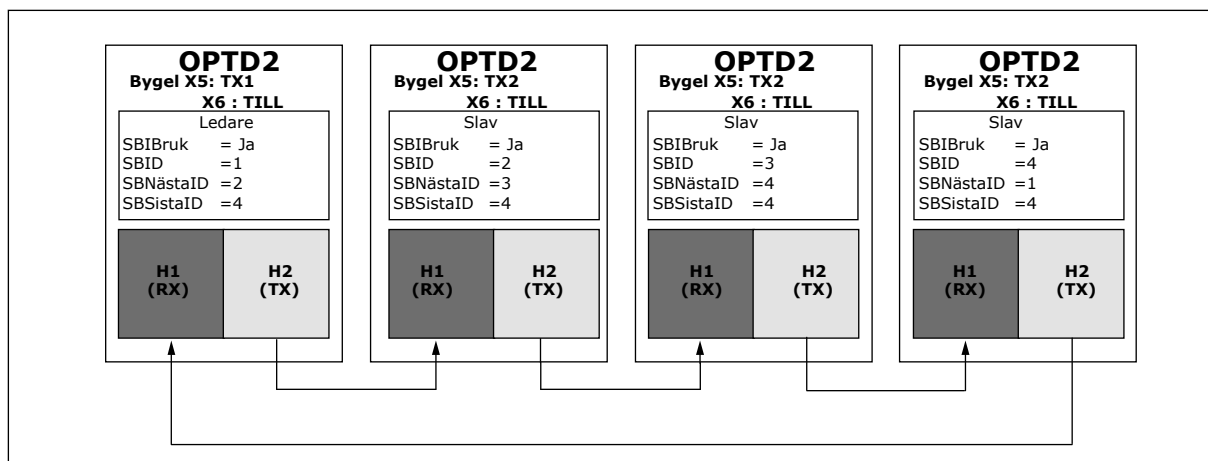 OPTD2
Bygel X5: TX1
X6 : TILL
Ledare
SBIBruk = Ja
SBID =1
SBNästaID =2
SBSistaID =4
H1
(RX)
H2
(TX)
OPTD2
Bygel X5: TX2
X6 : TILL
Slav
SBIBruk = Ja
SBID =2
SBNästaID =3
SBSistaID =4
H1
(RX)
H2
(TX)
OPTD2
Bygel X5: TX2
X6 : TILL
Slav
SBIBruk = Ja
SBID =3
SBNästaID =4
SBSistaID =4
H1
(RX)
H2
(TX)
OPTD2
Bygel X5: TX2
X6 : TILL
Slav
SBIBruk = Ja
SBID =4
SBNästaID =1
SBSistaID =4
H1
(RX)
H2
(TX)